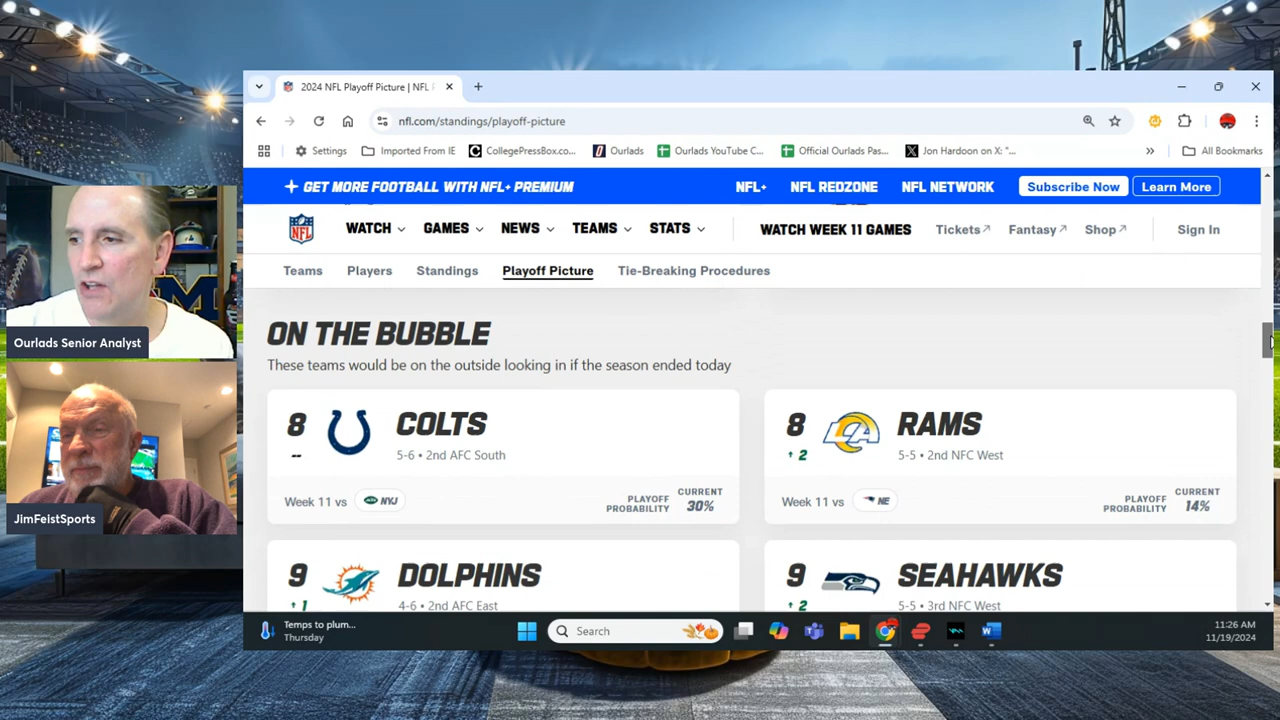 2024 NFL Playoff Picture | NFL
nfl.com/standings/playoff-picture
Settings
Imported From IE
CollegePressBox.co...
Ourlads
Ourlads YouTube C...
Official Ourlads Pas...
X
Jon Hardoon on X: "...
»
All Bookmarks
GET MORE FOOTBALL WITH NFL+ PREMIUM
NFL+
NFL REDZONE
NFL NETWORK
Subscribe Now
Learn More
NFL
WATCH
GAMES
NEWS
TEAMS
STATS
WATCH WEEK 11 GAMES
Tickets
Fantasy
Shop
Sign In
Teams
Players
Standings
Playoff Picture
Tie-Breaking Procedures
ON THE BUBBLE
These teams would be on the outside looking in if the season ended today
8
--
COLTS
5-6 • 2nd AFC South
Week 11 vs NYJ
PLAYOFF PROBABILITY
CURRENT 30%
8
↑ 2
LA
RAMS
5-5 • 2nd NFC West
Week 11 vs NE
PLAYOFF PROBABILITY
CURRENT 14%
9
↑ 1
DOLPHINS
4-6 • 2nd AFC East
9
↑ 2
SEAHAWKS
5-5 • 3rd NFC West
M
Ourlads Senior Analyst
JimFeistSports
Temps to plum...
Thursday
Search
W
11:26 AM
11/19/2024